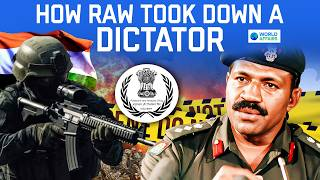 HOW RAW TOOK DOWN A
DICTATOR
WORLD
AFFAIRS